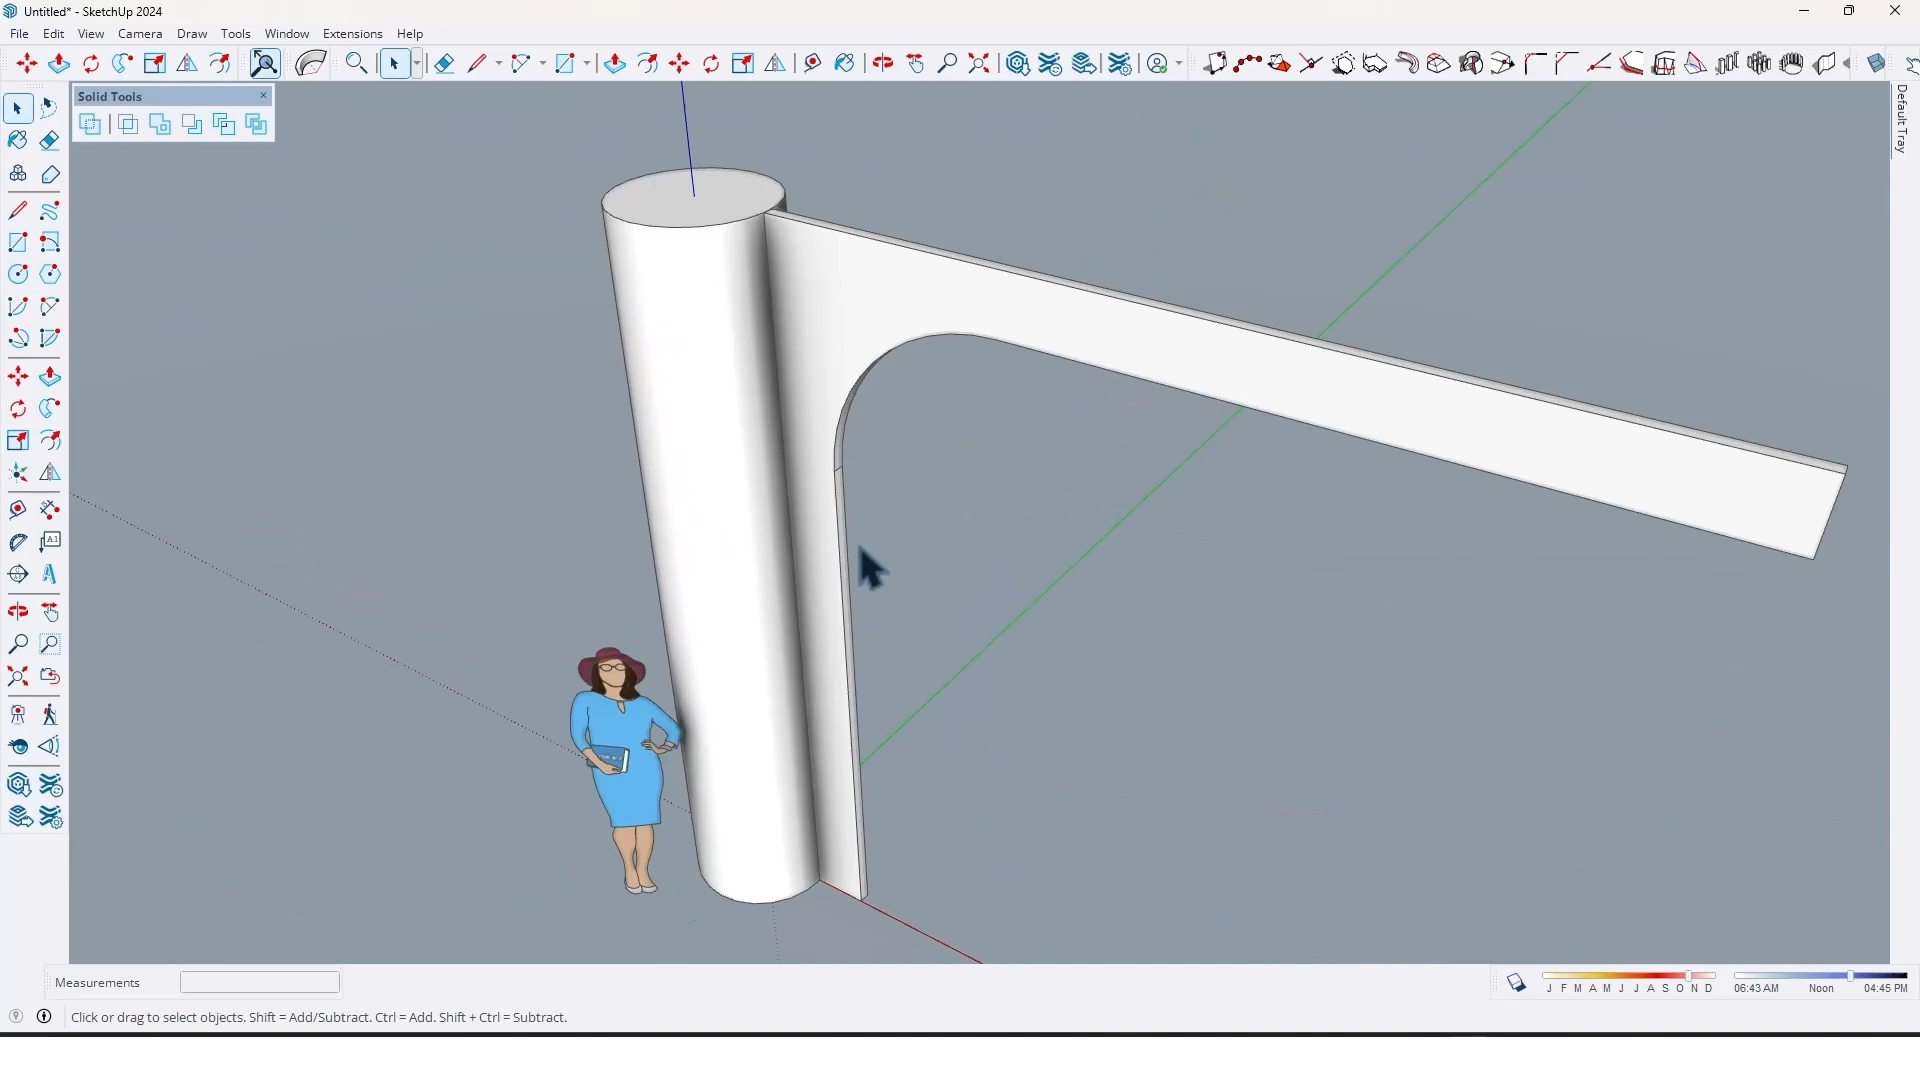 Untitled* - SketchUp 2024
File Edit View Camera Draw Tools Window Extensions Help
Solid Tools
Default Tray
A1
Measurements
J F M A M J J A S O N D
06:43 AM Noon 04:45 PM
Click or drag to select objects. Shift = Add/Subtract. Ctrl = Add. Shift + Ctrl = Subtract.